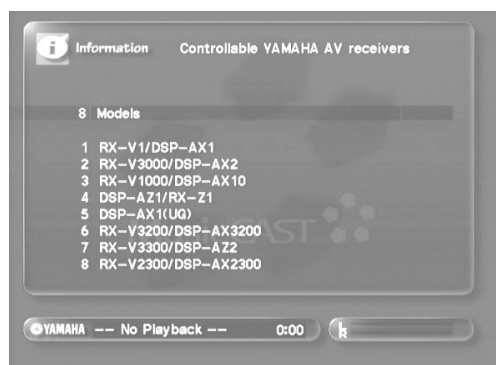 i Information Controllable YAMAHA AV receivers
8 Models
1 RX-V1/DSP-AX1
2 RX-V3000/DSP-AX2
3 RX-V1000/DSP-AX10
4 DSP-AZ1/RX-Z1
5 DSP-AX1(UG)
6 RX-V3200/DSP-AX3200
7 RX-V3300/DSP-AZ2
8 RX-V2300/DSP-AX2300
YAMAHA -- No Playback -- 0:00 L R